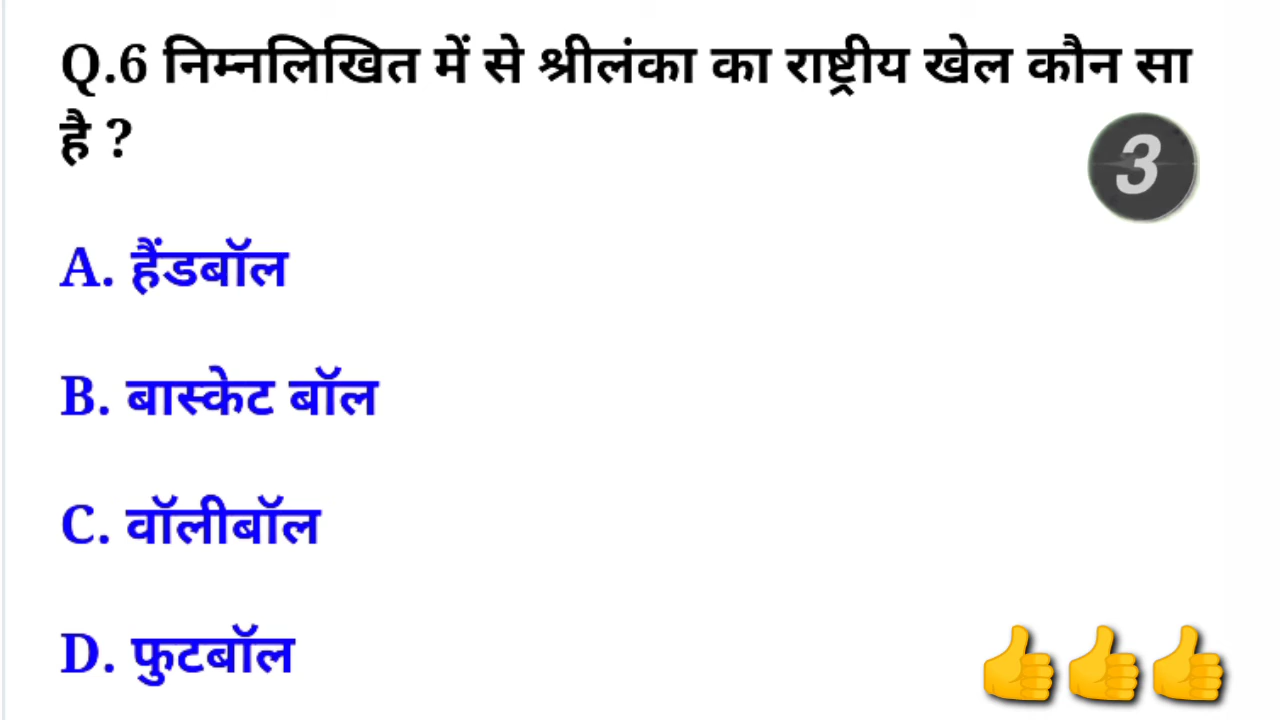 Q.6 निम्नलिखित में से श्रीलंका का राष्ट्रीय खेल कौन सा
है ?
3
A. हैंडबॉल
B. बास्केट बॉल
C. वॉलीबॉल
D. फुटबॉल